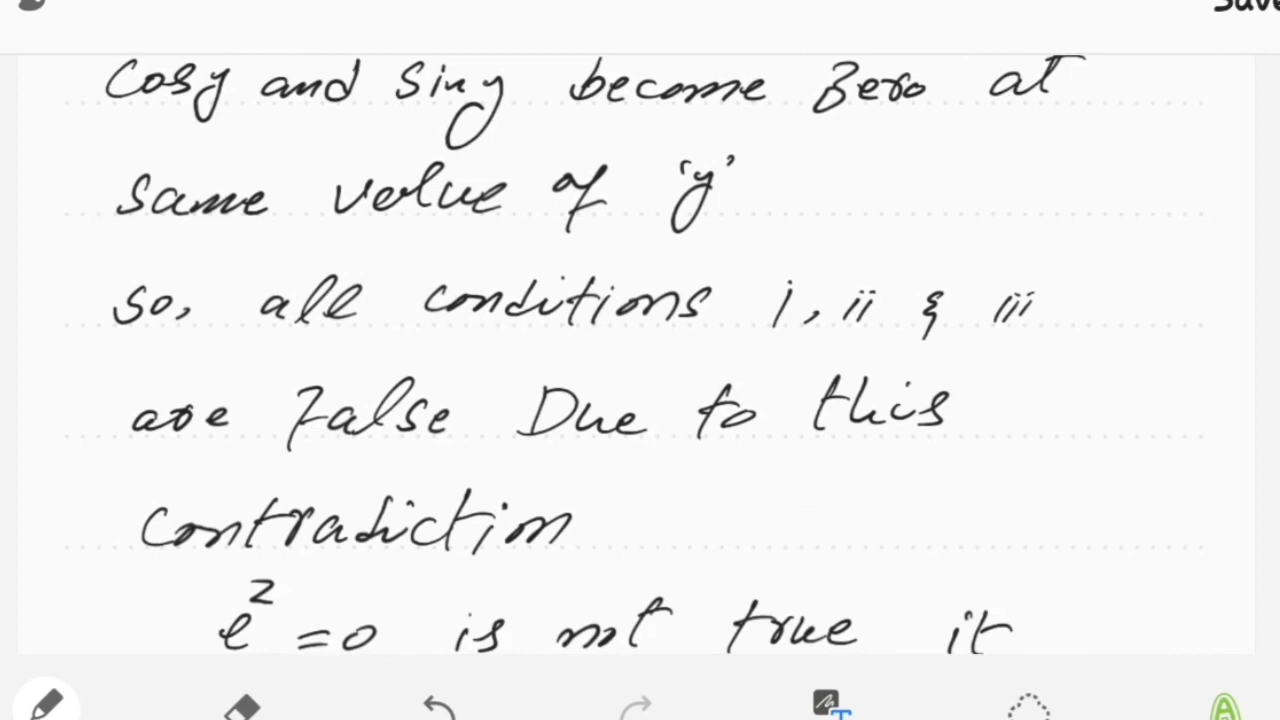 Save
Cosy and Siny become Zero at
same value of 'y'
so, all conditions i, ii & iii
are False Due to this
contradiction
e^z = 0 is not true it